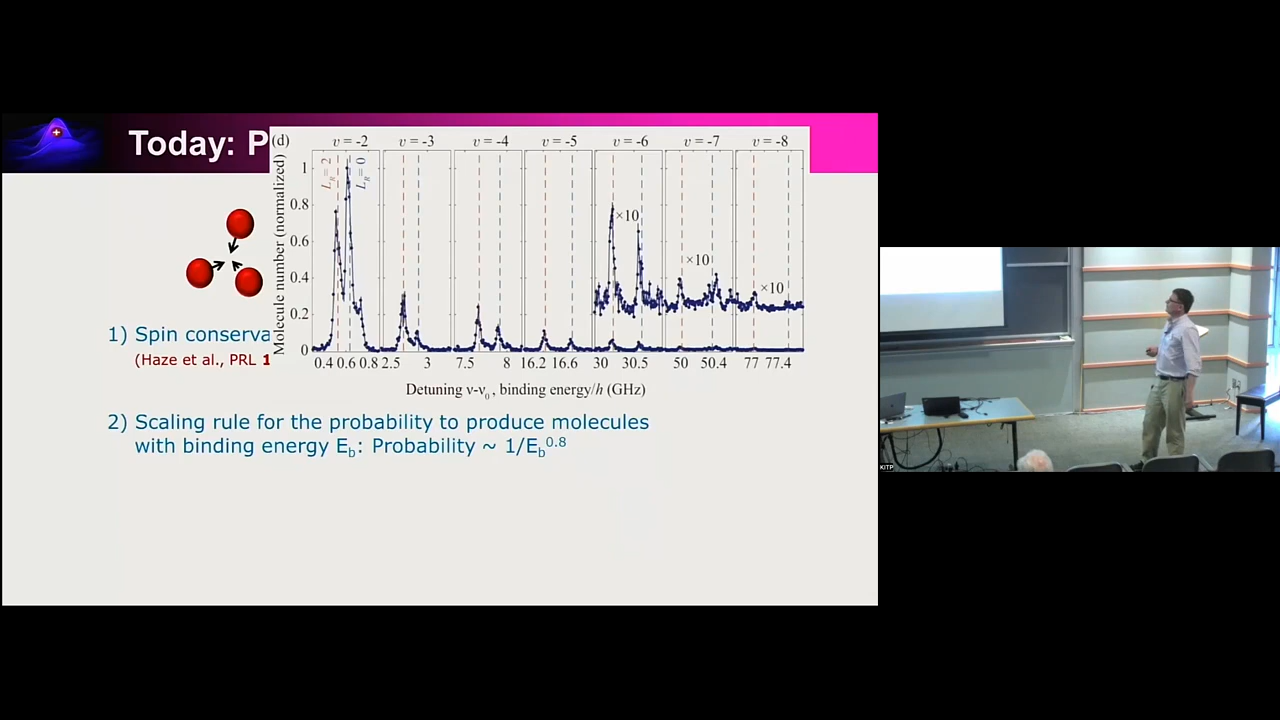 Today: P
(d)
v = -2 v = -3 v = -4 v = -5 v = -6 v = -7 v = -8
Molecule number (normalized)
L_R = 2
L_R = 0
1
0.8
0.6
0.4
0.2
0
×10
×10
×10
0.4 0.6 0.8 2.5 3 7.5 8 16.2 16.6 30 30.5 50 50.4 77 77.4
Detuning ν-ν₀, binding energy/h (GHz)
1) Spin conserva
(Haze et al., PRL 1
2) Scaling rule for the probability to produce molecules
with binding energy E_b: Probability ~ 1/E_b^0.8
KITP